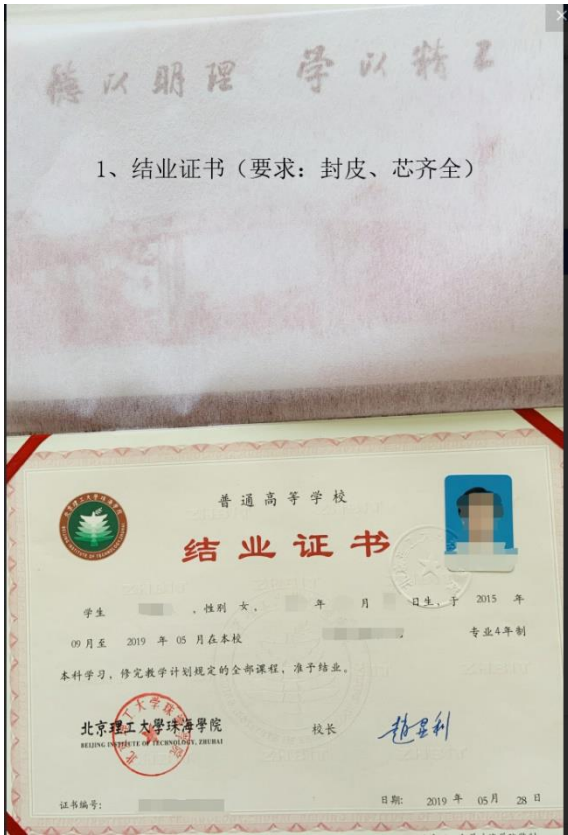 德以明理 学以精工
1、结业证书（要求：封皮、芯齐全）
普通高等学校
结业证书
学生 ，性别 女， 年 月 日生，于 2015 年
09 月至 2019 年 05 月在本校 专业4年制
本科学习，修完教学计划规定的全部课程，准予结业。
北京理工大学珠海學院
BEIJING INSTITUTE OF TECHNOLOGY, ZHUHAI
校长
证书编号：
日期： 2019 年 05 月 28 日